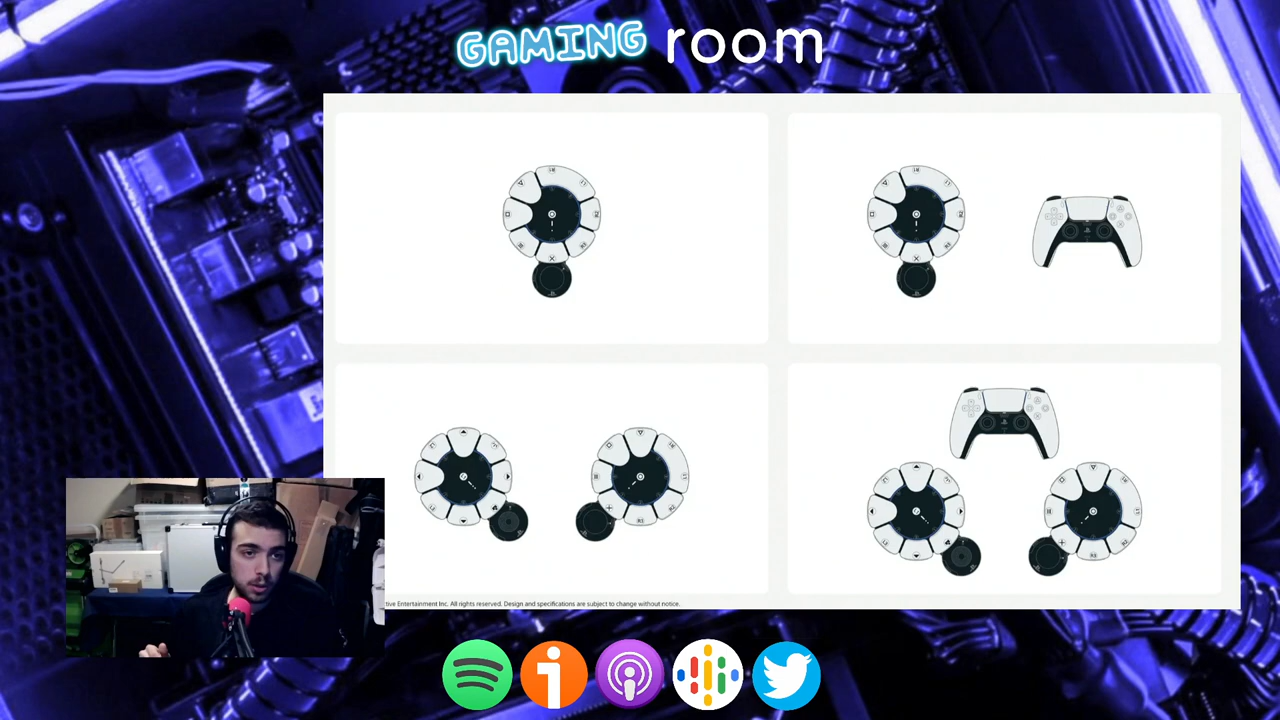 GAMING room
tive Entertainment Inc. All rights reserved. Design and specifications are subject to change without notice.